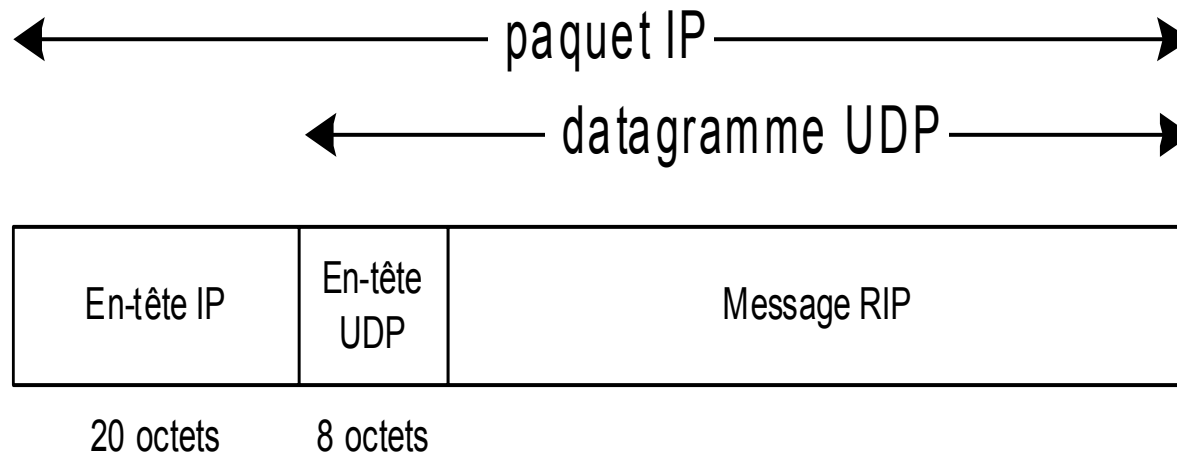 paquet IP
datagramme UDP
En-tête IP
En-tête
UDP
Message RIP
20 octets
8 octets